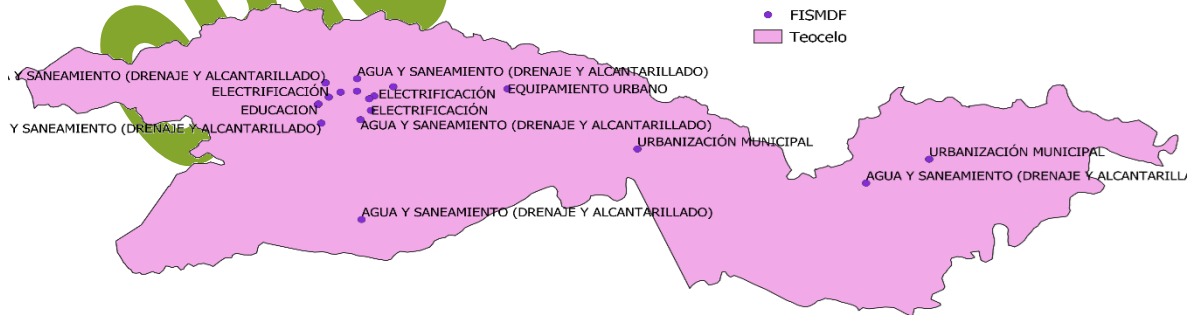 FISMDF
Teocelo
Y SANEAMIENTO (DRENAJE Y ALCANTARILLADO)
AGUA Y SANEAMIENTO (DRENAJE Y ALCANTARILLADO)
ELECTRIFICACIÓN
ELECTRIFICACIÓN
EQUIPAMIENTO URBANO
EDUCACION
ELECTRIFICACIÓN
Y SANEAMIENTO (DRENAJE Y ALCANTARILLADO)
AGUA Y SANEAMIENTO (DRENAJE Y ALCANTARILLADO)
URBANIZACIÓN MUNICIPAL
URBANIZACIÓN MUNICIPAL
AGUA Y SANEAMIENTO (DRENAJE Y ALCANTARILLA
AGUA Y SANEAMIENTO (DRENAJE Y ALCANTARILLADO)